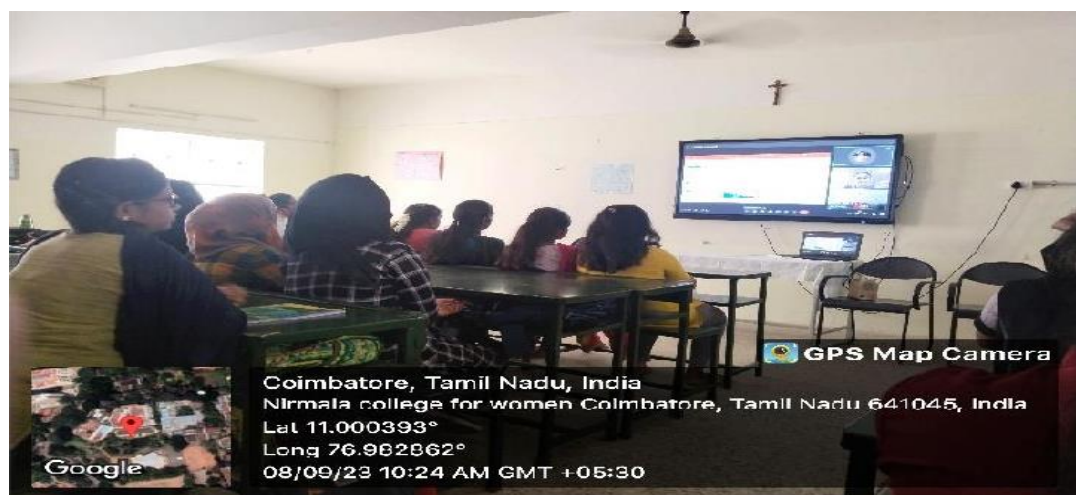 GPS Map Camera
Coimbatore, Tamil Nadu, India
Nirmala college for women Coimbatore, Tamil Nadu 641045, India
Lat 11.000393°
Long 76.982862°
08/09/23 10:24 AM GMT +05:30
Google